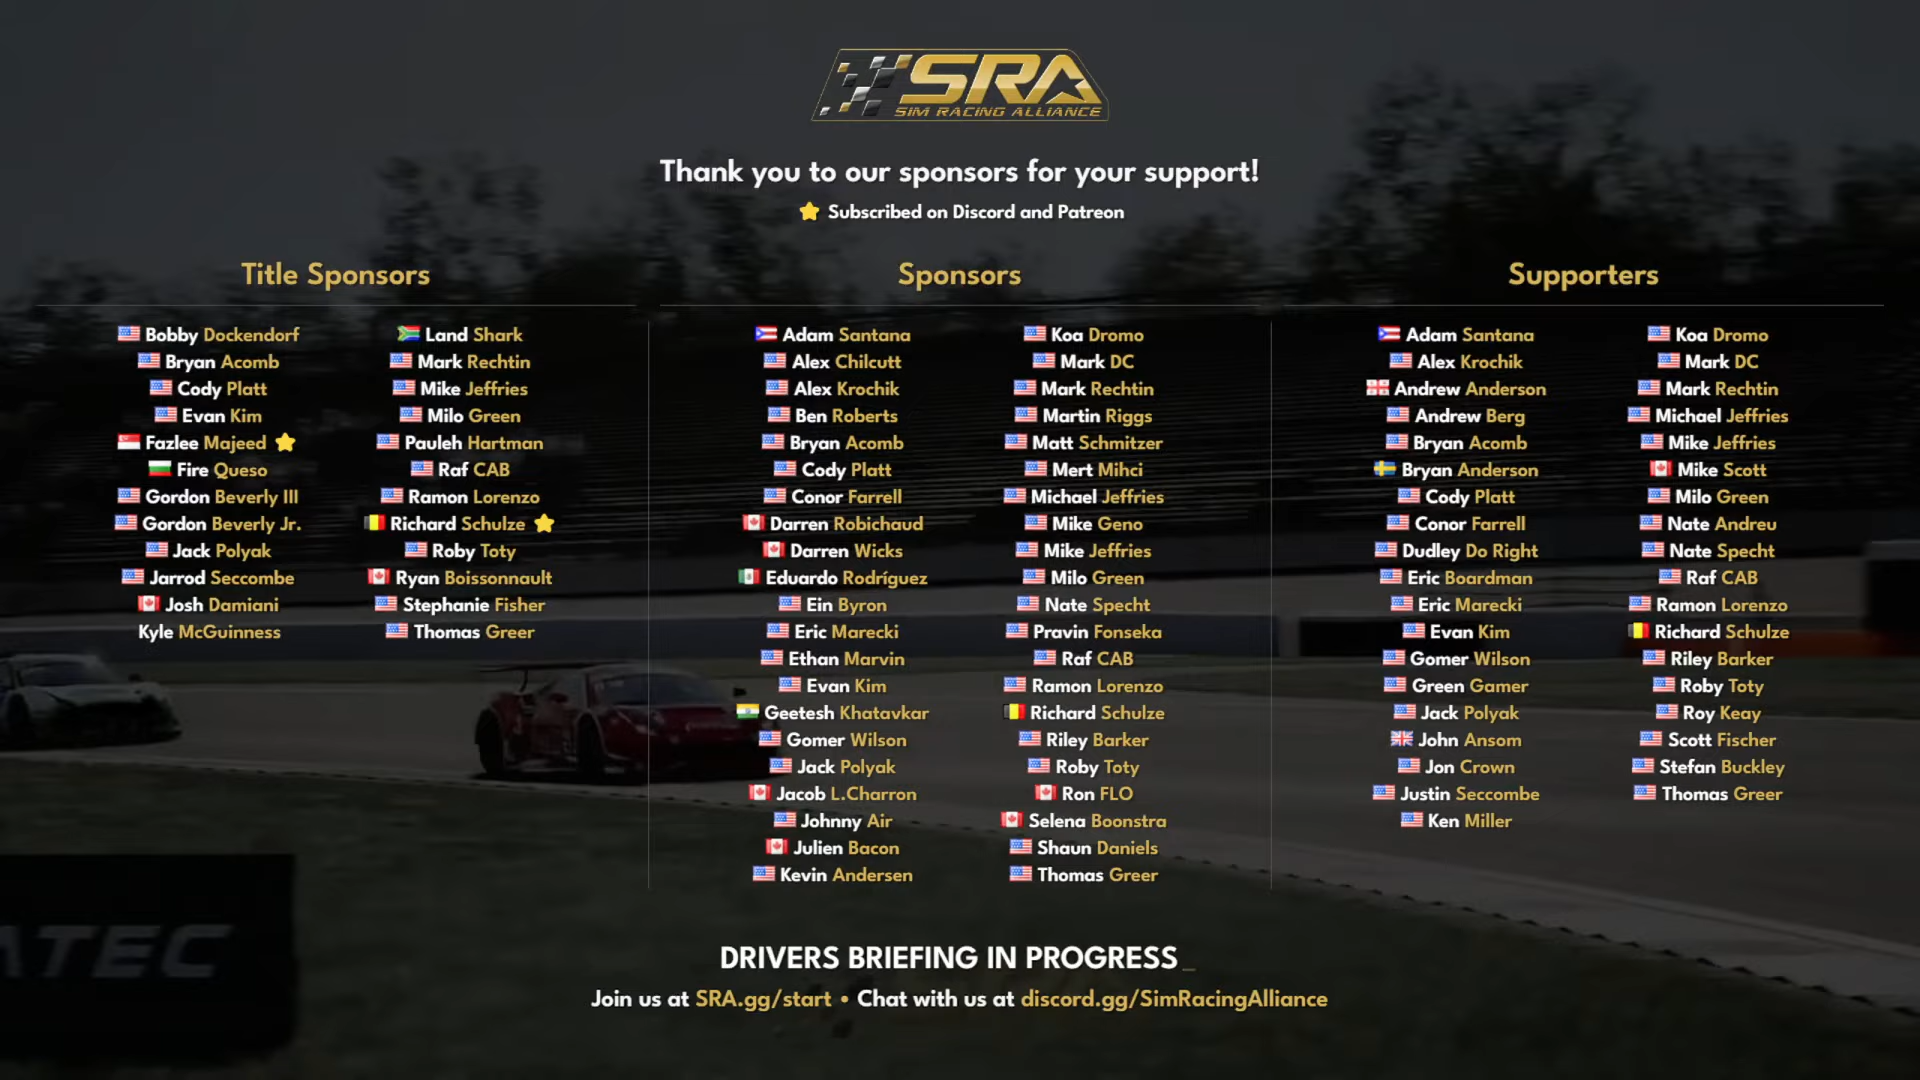 SRA
SIM RACING ALLIANCE
Thank you to our sponsors for your support!
Subscribed on Discord and Patreon
Title Sponsors
Bobby Dockendorf
Bryan Acomb
Cody Platt
Evan Kim
Fazlee Majeed
Fire Queso
Gordon Beverly III
Gordon Beverly Jr.
Jack Polyak
Jarrod Seccombe
Josh Damiani
Kyle McGuinness
Land Shark
Mark Rechtin
Mike Jeffries
Milo Green
Pauleh Hartman
Raf CAB
Ramon Lorenzo
Richard Schulze
Roby Toty
Ryan Boissonnault
Stephanie Fisher
Thomas Greer
Sponsors
Adam Santana
Alex Chilcutt
Alex Krochik
Ben Roberts
Bryan Acomb
Cody Platt
Conor Farrell
Darren Robichaud
Darren Wicks
Eduardo Rodríguez
Ein Byron
Eric Marecki
Ethan Marvin
Evan Kim
Geetesh Khatavkar
Gomer Wilson
Jack Polyak
Jacob L.Charron
Johnny Air
Julien Bacon
Kevin Andersen
Koa Dromo
Mark DC
Mark Rechtin
Martin Riggs
Matt Schmitzer
Mert Mihci
Michael Jeffries
Mike Geno
Mike Jeffries
Milo Green
Nate Specht
Pravin Fonseka
Raf CAB
Ramon Lorenzo
Richard Schulze
Riley Barker
Roby Toty
Ron FLO
Selena Boonstra
Shaun Daniels
Thomas Greer
Supporters
Adam Santana
Alex Krochik
Andrew Anderson
Andrew Berg
Bryan Acomb
Bryan Anderson
Cody Platt
Conor Farrell
Dudley Do Right
Eric Boardman
Eric Marecki
Evan Kim
Gomer Wilson
Green Gamer
Jack Polyak
John Ansom
Jon Crown
Justin Seccombe
Ken Miller
Koa Dromo
Mark DC
Mark Rechtin
Michael Jeffries
Mike Jeffries
Mike Scott
Milo Green
Nate Andreu
Nate Specht
Raf CAB
Ramon Lorenzo
Richard Schulze
Riley Barker
Roby Toty
Roy Keay
Scott Fischer
Stefan Buckley
Thomas Greer
ATEC
DRIVERS BRIEFING IN PROGRESS_
Join us at SRA.gg/start • Chat with us at discord.gg/SimRacingAlliance